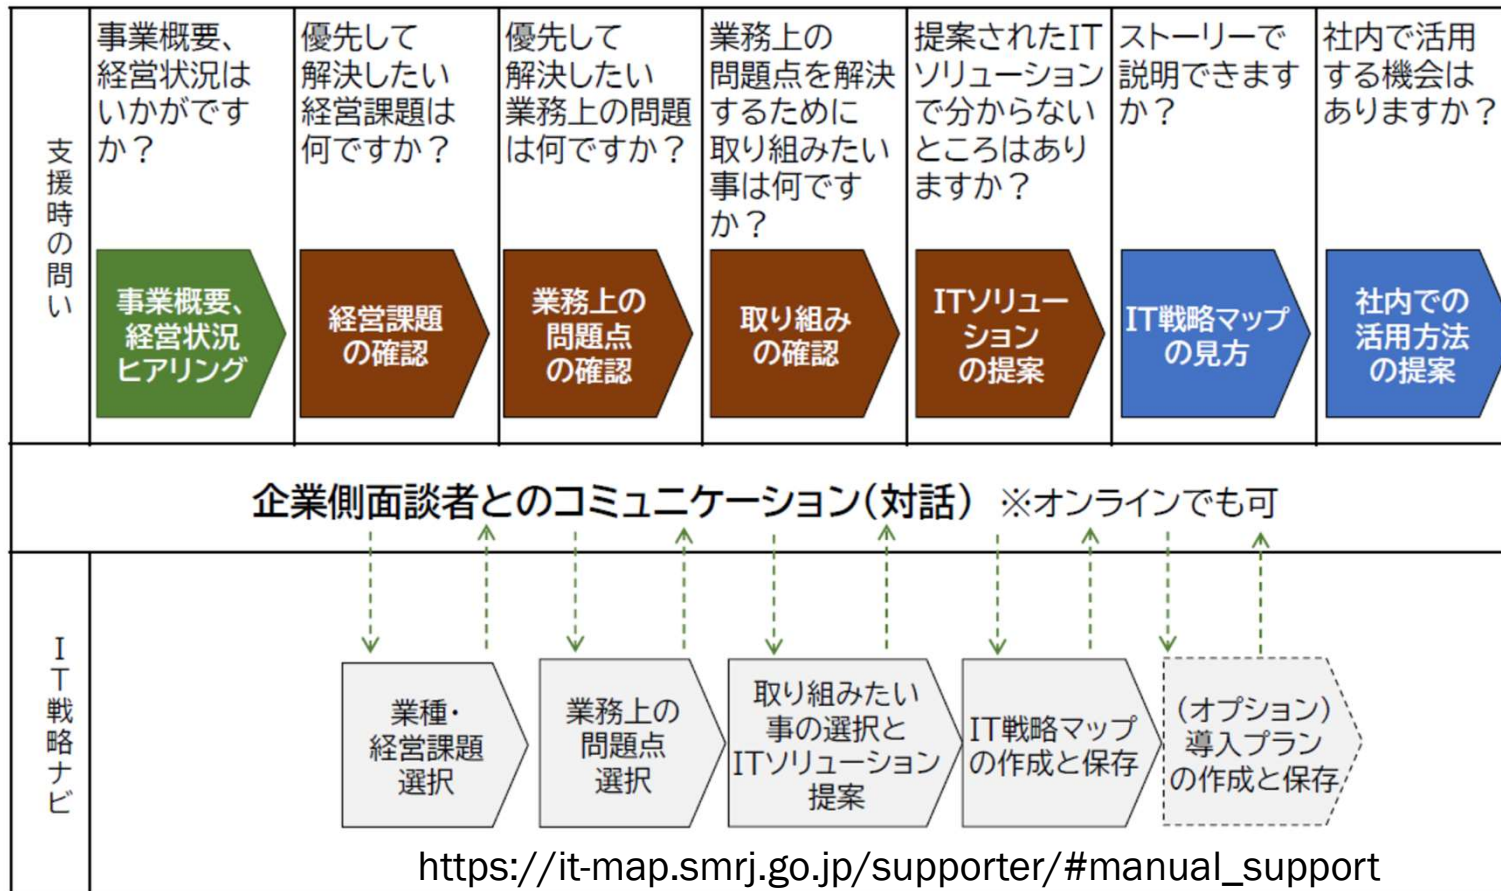 支援時の問い
事業概要、
経営状況は
いかがです
か？
優先して
解決したい
経営課題は
何ですか？
優先して
解決したい
業務上の問題
は何ですか？
業務上の
問題点を解決
するために
取り組みたい
事は何です
か？
提案されたIT
ソリューション
で分からない
ところはあり
ますか？
ストーリーで
説明できます
か？
社内で活用
する機会は
ありますか？
事業概要、
経営状況
ヒアリング
経営課題
の確認
業務上の
問題点
の確認
取り組み
の確認
ITソリュー
ション
の提案
IT戦略マップ
の見方
社内での
活用方法
の提案
企業側面談者とのコミュニケーション(対話) ※オンラインでも可
IT戦略ナビ
業種・
経営課題
選択
業務上の
問題点
選択
取り組みたい
事の選択と
ITソリューション
提案
IT戦略マップ
の作成と保存
(オプション)
導入プラン
の作成と保存
https://it-map.smrj.go.jp/supporter/#manual_support